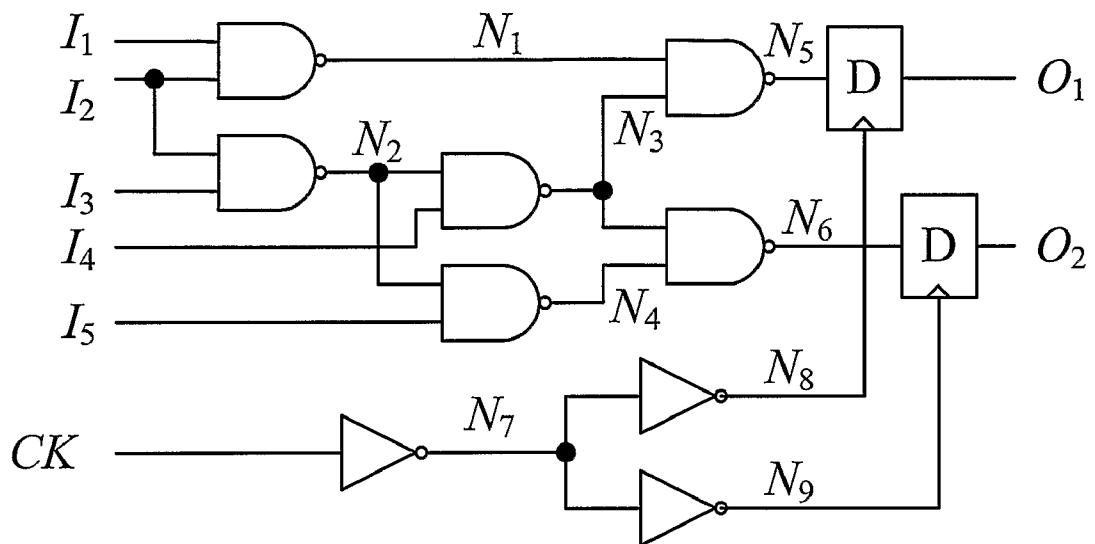 I₁
N₁
N₅
D
O₁
I₂
N₂
N₃
I₃
I₄
N₆
D
O₂
I₅
N₄
N₈
CK
N₇
N₉